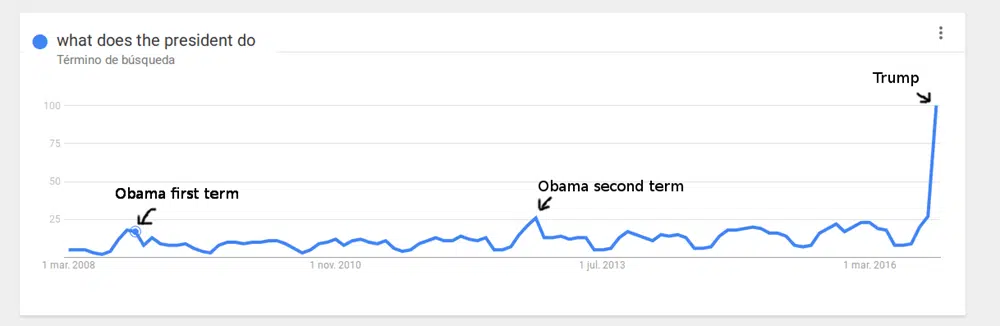 what does the president do
Término de búsqueda
Trump
100
75
50
Obama first term
Obama second term
25
1 mar. 2008
1 nov. 2010
1 jul. 2013
1 mar. 2016